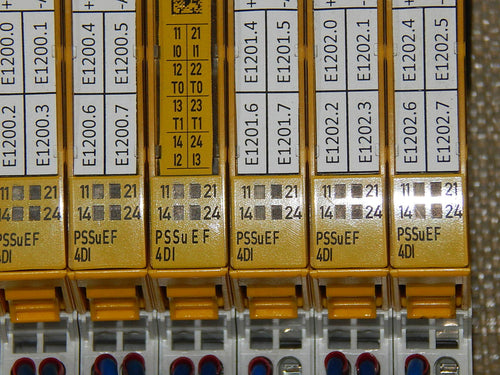 + -
E1200.0 E1200.1
E1200.2 E1200.3
11 21
14 24
PSSuEF
4DI
+ -
E1200.4 E1200.5
E1200.6 E1200.7
11 21
14 24
PSSuEF
4DI
11 21
I0 I1
12 22
T0 T0
13 23
T1 T1
14 24
I2 I3
11 21
14 24
PSSuEF
4DI
E1201.4 E1201.5
E1201.6 E1201.7
11 21
14 24
PSSuEF
4DI
+ -
E1202.0 E1202.1
E1202.2 E1202.3
11 21
14 24
PSSuEF
4DI
+ -
E1202.4 E1202.5
E1202.6 E1202.7
11 21
14 24
PSSuEF
4DI